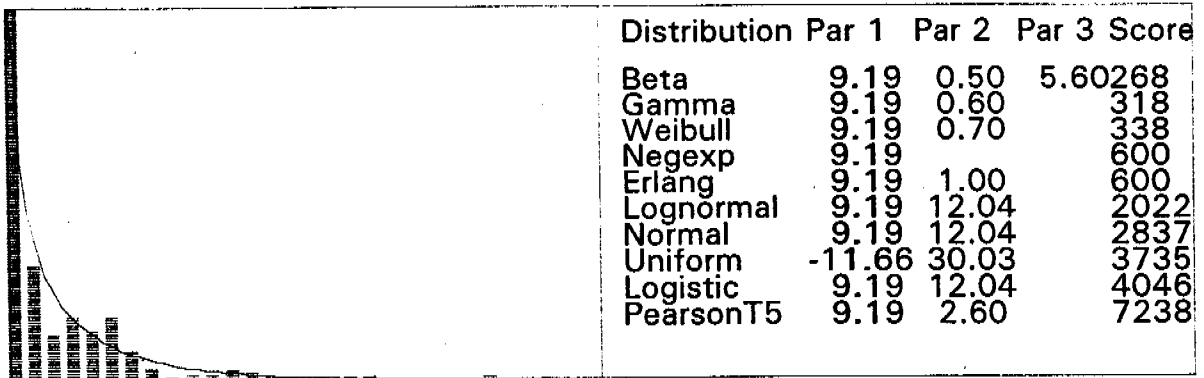 Distribution Par 1 Par 2 Par 3 Score
Beta 9.19 0.50 5.60268
Gamma 9.19 0.60 318
Weibull 9.19 0.70 338
Negexp 9.19 600
Erlang 9.19 1.00 600
Lognormal 9.19 12.04 2022
Normal 9.19 12.04 2837
Uniform -11.66 30.03 3735
Logistic 9.19 12.04 4046
PearsonT5 9.19 2.60 7238